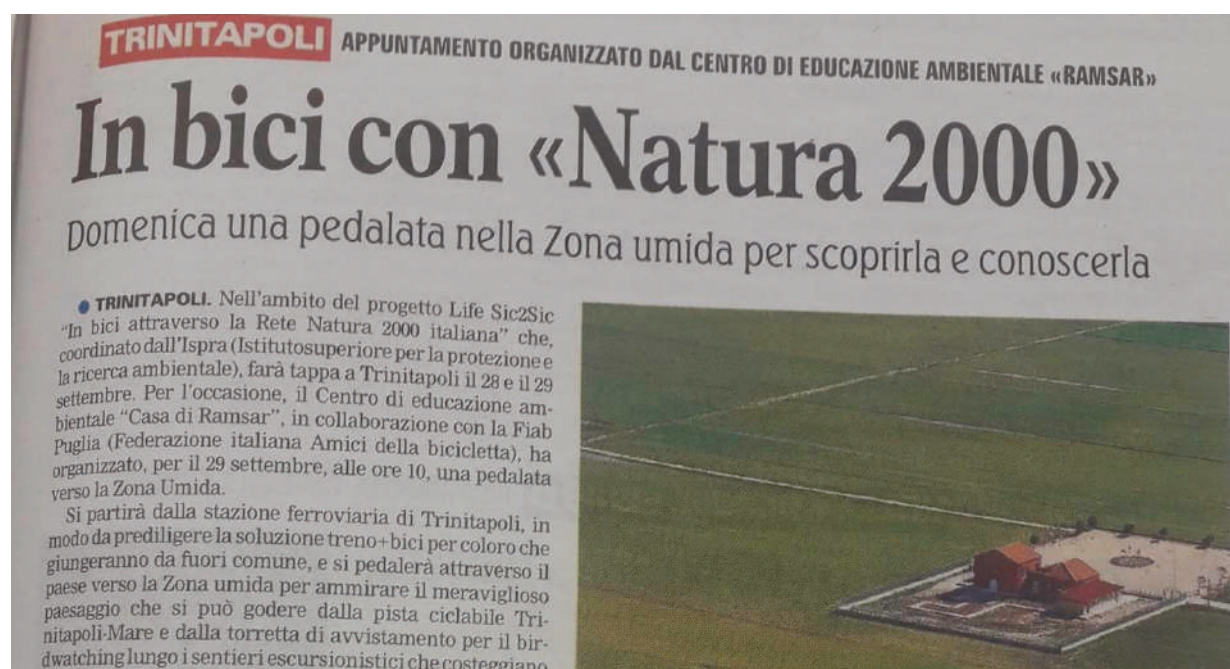 TRINITAPOLI APPUNTAMENTO ORGANIZZATO DAL CENTRO DI EDUCAZIONE AMBIENTALE «RAMSAR»
In bici con «Natura 2000»
Domenica una pedalata nella Zona umida per scoprirla e conoscerla
● TRINITAPOLI. Nell'ambito del progetto Life Sic2Sic
"In bici attraverso la Rete Natura 2000 italiana" che,
coordinato dall'Ispra (Istitutosuperiore per la protezione e
la ricerca ambientale), farà tappa a Trinitapoli il 28 e il 29
settembre. Per l'occasione, il Centro di educazione am-
bientale "Casa di Ramsar", in collaborazione con la Fiab
Puglia (Federazione italiana Amici della bicicletta), ha
organizzato, per il 29 settembre, alle ore 10, una pedalata
verso la Zona Umida.
Si partirà dalla stazione ferroviaria di Trinitapoli, in
modo da prediligere la soluzione treno+bici per coloro che
giungeranno da fuori comune, e si pedalerà attraverso il
paese verso la Zona umida per ammirare il meraviglioso
paesaggio che si può godere dalla pista ciclabile Tri-
nitapoli-Mare e dalla torretta di avvistamento per il bir-
dwatching lungo i sentieri escursionistici che costeggiano